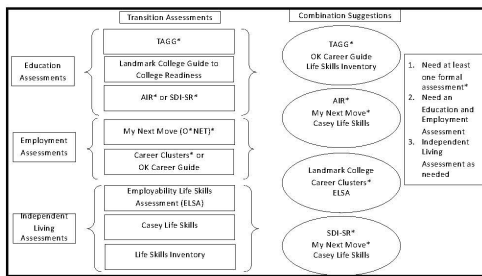 Transition Assessments
Combination Suggestions
Education
Assessments
TAGG*
Landmark College Guide to
College Readiness
AIR* or SDI-SR*
Employment
Assessments
My Next Move (O*NET)*
Career Clusters* or
OK Career Guide
Independent
Living
Assessments
Employability Life Skills
Assessment (ELSA)
Casey Life Skills
Life Skills Inventory
TAGG*
OK Career Guide
Life Skills Inventory
AIR*
My Next Move*
Casey Life Skills
Landmark College
Career Clusters*
ELSA
SDI-SR*
My Next Move*
Casey Life Skills
1. Need at least
one formal
assessment*
2. Need an
Education and
Employment
Assessment
3. Independent
Living
Assessment as
needed